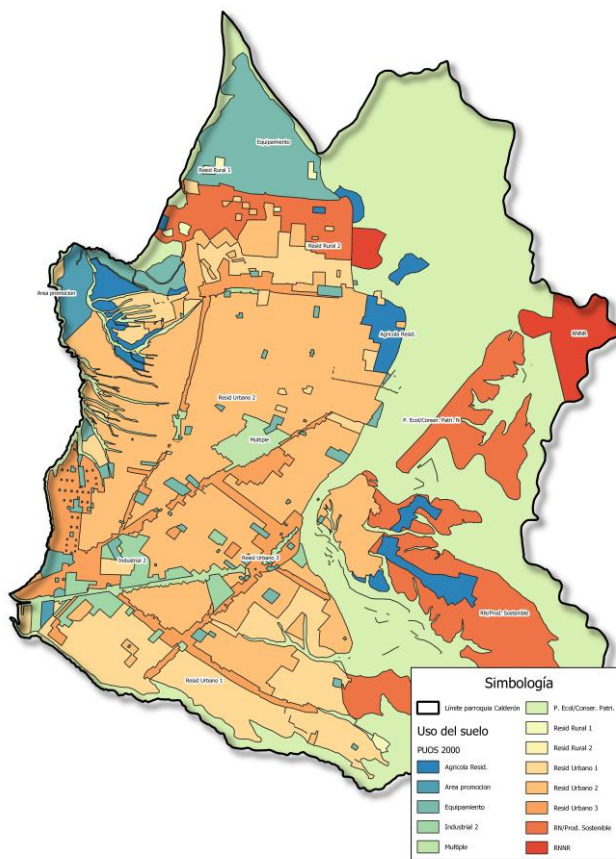 Equipamiento
Resid Rural 1
Resid Rural 2
Area promocion
RNNR
Agricola Resid.
Resid Urbano 2
P. Ecol/Conser. Patri. N
Multiple
Industrial 2
Resid Urbano 3
RN/Prod. Sostenible
Resid Urbano 1
Simbología
Límite parroquia Calderón
Uso del suelo
PUOS 2000
Agricola Resid.
Area promocion
Equipamiento
Industrial 2
Multiple
P. Ecol/Conser. Patri.
Resid Rural 1
Resid Rural 2
Resid Urbano 1
Resid Urbano 2
Resid Urbano 3
RN/Prod. Sostenible
RNNR